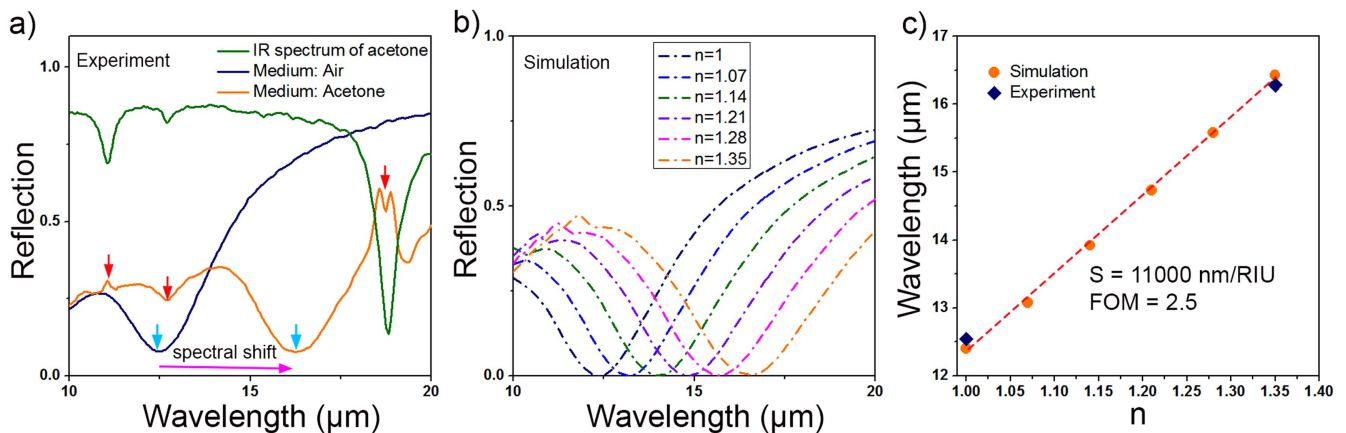 a)
Experiment
IR spectrum of acetone
Medium: Air
Medium: Acetone
spectral shift
Reflection
1.0
0.5
0.0
10
15
20
Wavelength (μm)
b)
Simulation
n=1
n=1.07
n=1.14
n=1.21
n=1.28
n=1.35
Reflection
1.0
0.5
0.0
10
15
20
Wavelength (μm)
c)
Simulation
Experiment
S = 11000 nm/RIU
FOM = 2.5
Wavelength (μm)
17
16
15
14
13
12
1.00
1.05
1.10
1.15
1.20
1.25
1.30
1.35
1.40
n